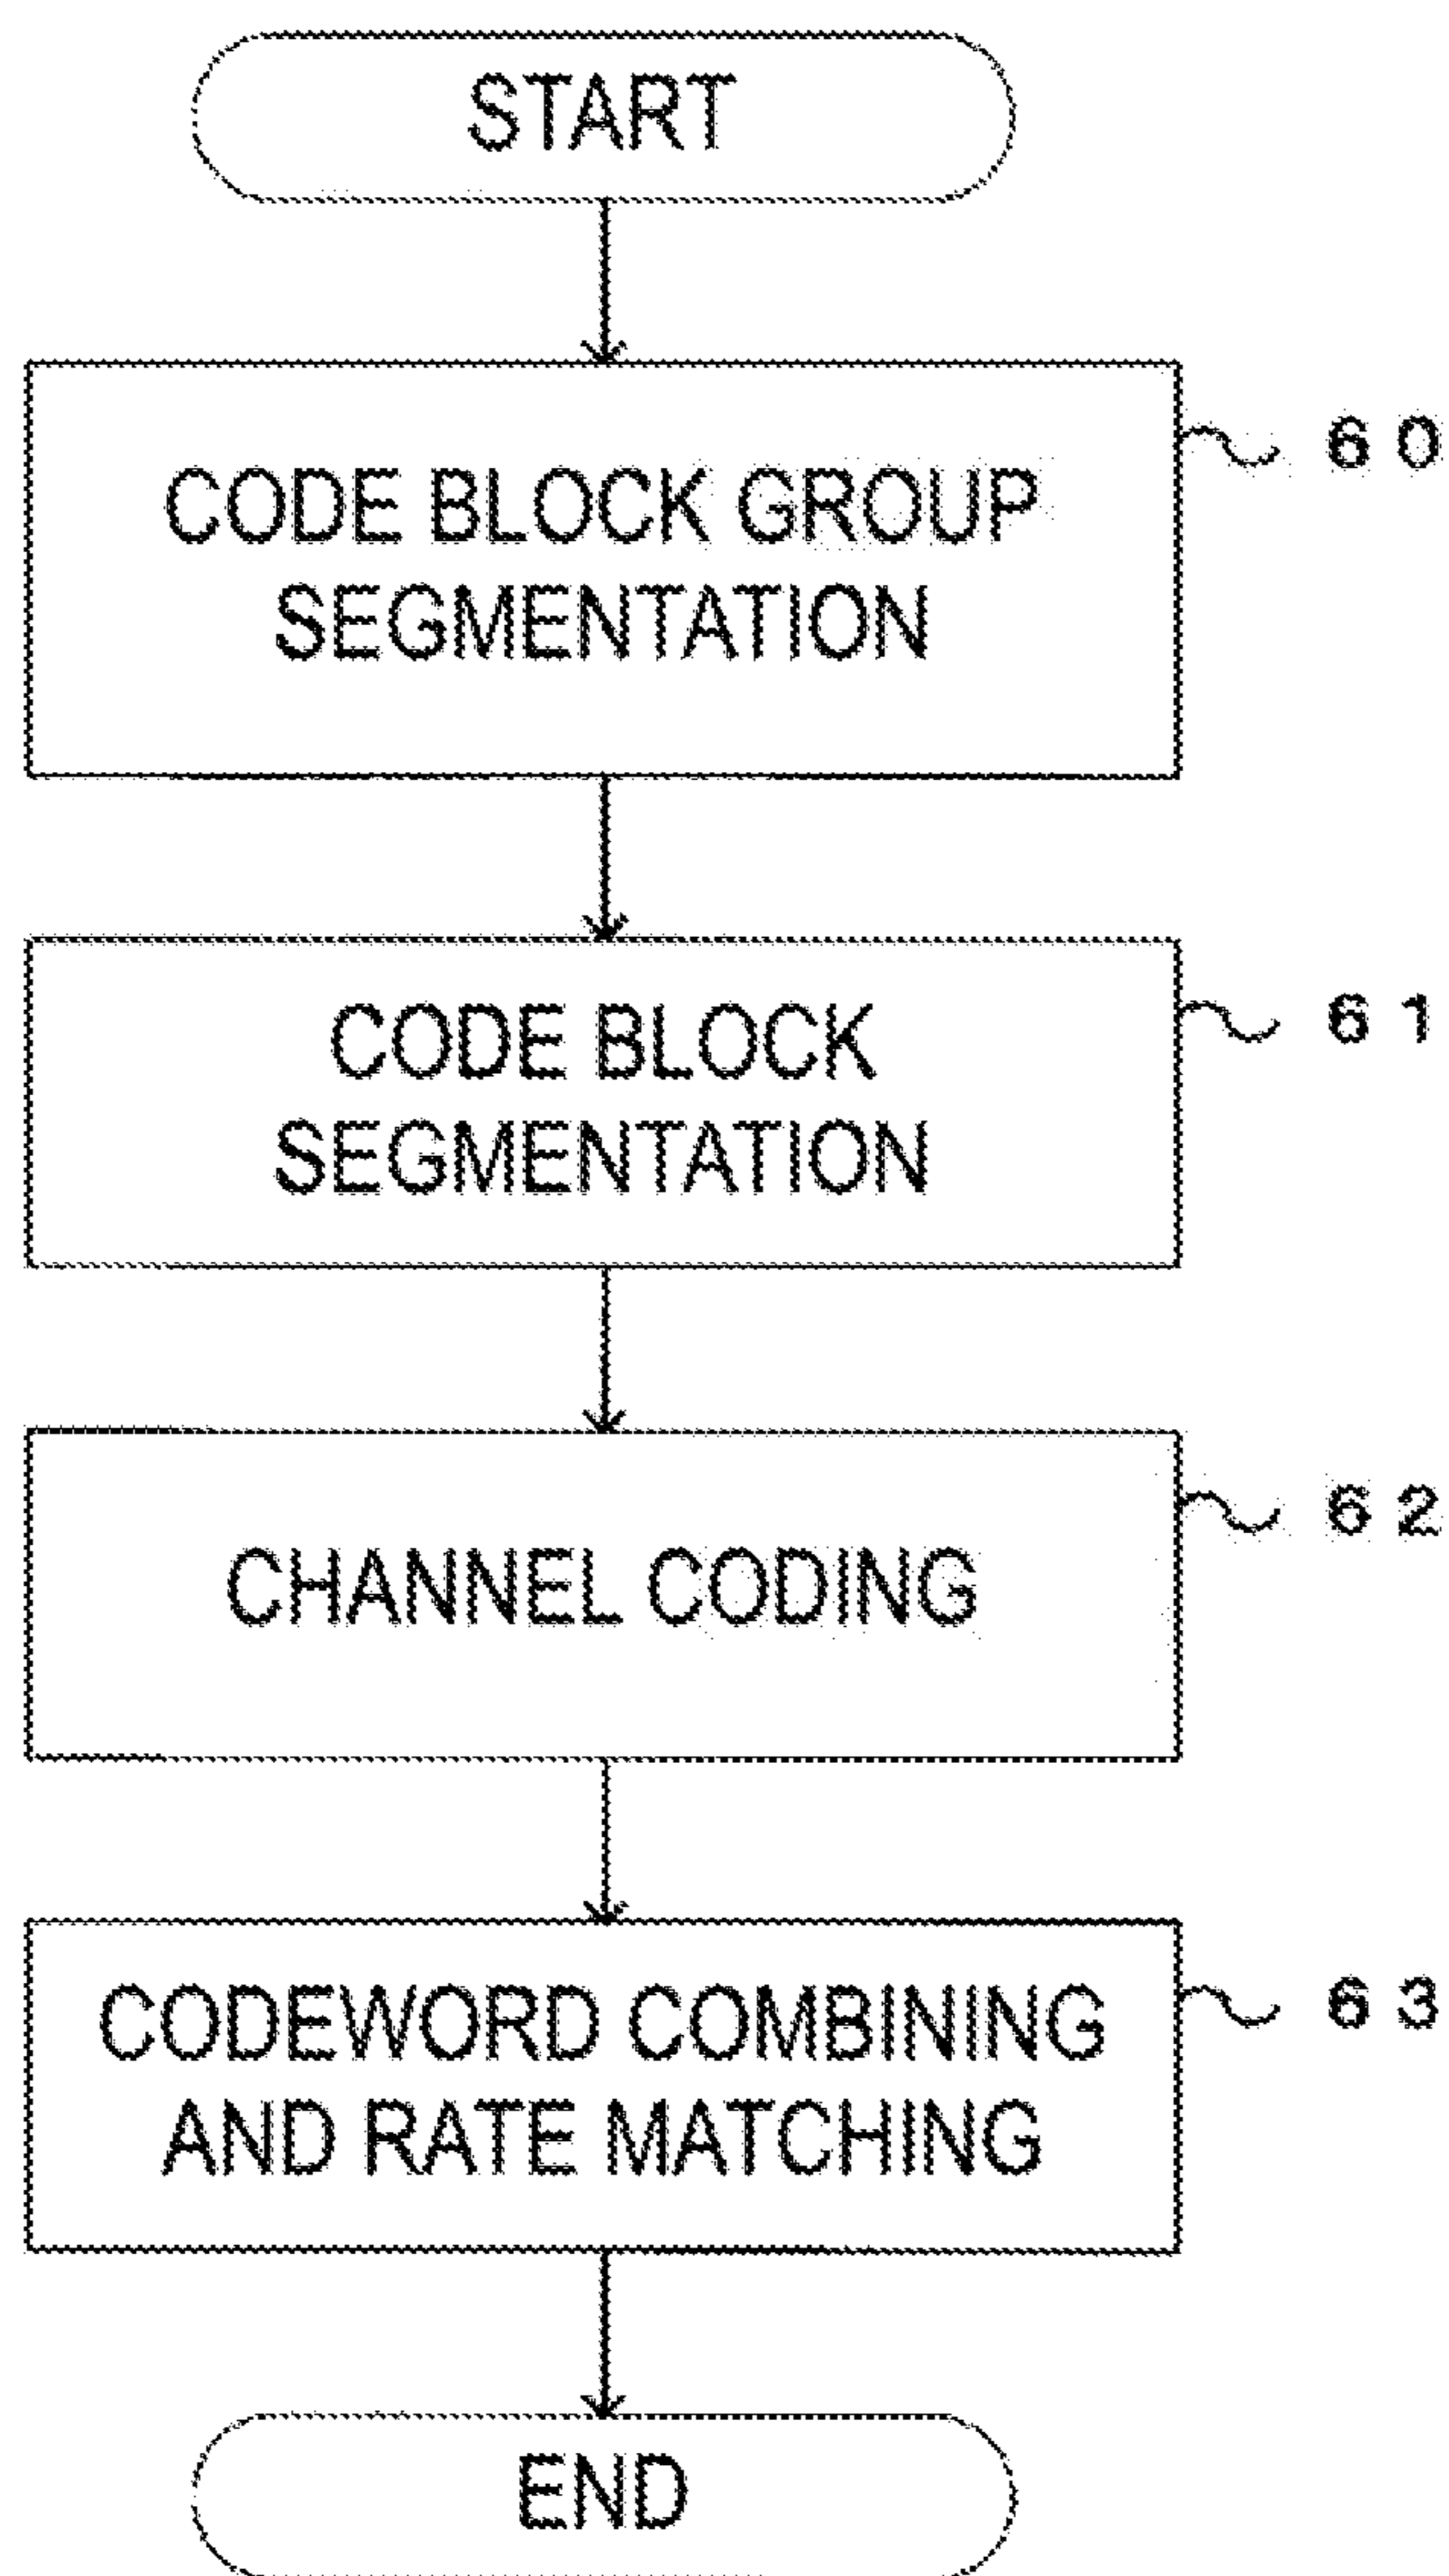 START
CODE BLOCK GROUP
SEGMENTATION
60
CODE BLOCK
SEGMENTATION
61
CHANNEL CODING
62
CODEWORD COMBINING
AND RATE MATCHING
63
END